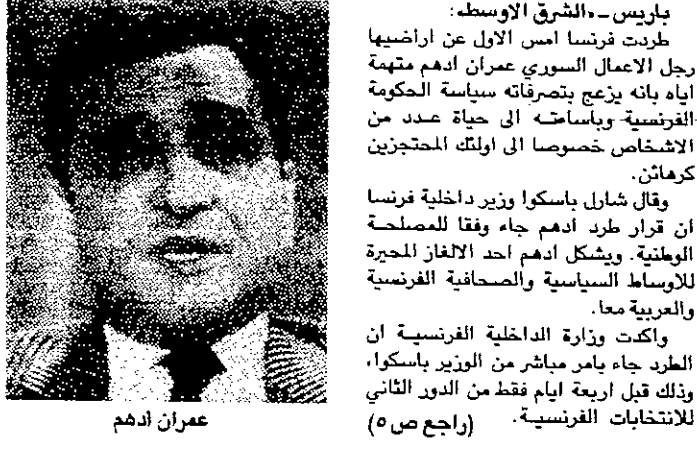 باريس ـ «الشرق الاوسط»:
طردت فرنسا امس الاول عن اراضيها
رجل الاعمال السوري عمران ادهم متهمة
اياه بانه يزعج بتصرفاته سياسة الحكومة
الفرنسية وباساءته الى حياة عدد من
الاشخاص خصوصا الى اولئك المحتجزين
كرهائن.
وقال شارل باسكوا وزير داخلية فرنسا
ان قرار طرد ادهم جاء وفقا للمصلحة
الوطنية. ويشكل ادهم احد الالغاز المحيرة
للاوساط السياسية والصحافية الفرنسية
والعربية معا.
واكدت وزارة الداخلية الفرنسية ان
الطرد جاء بامر مباشر من الوزير باسكوا،
وذلك قبل اربعة ايام فقط من الدور الثاني
للانتخابات الفرنسية. (راجع ص ٥)
عمران أدهم